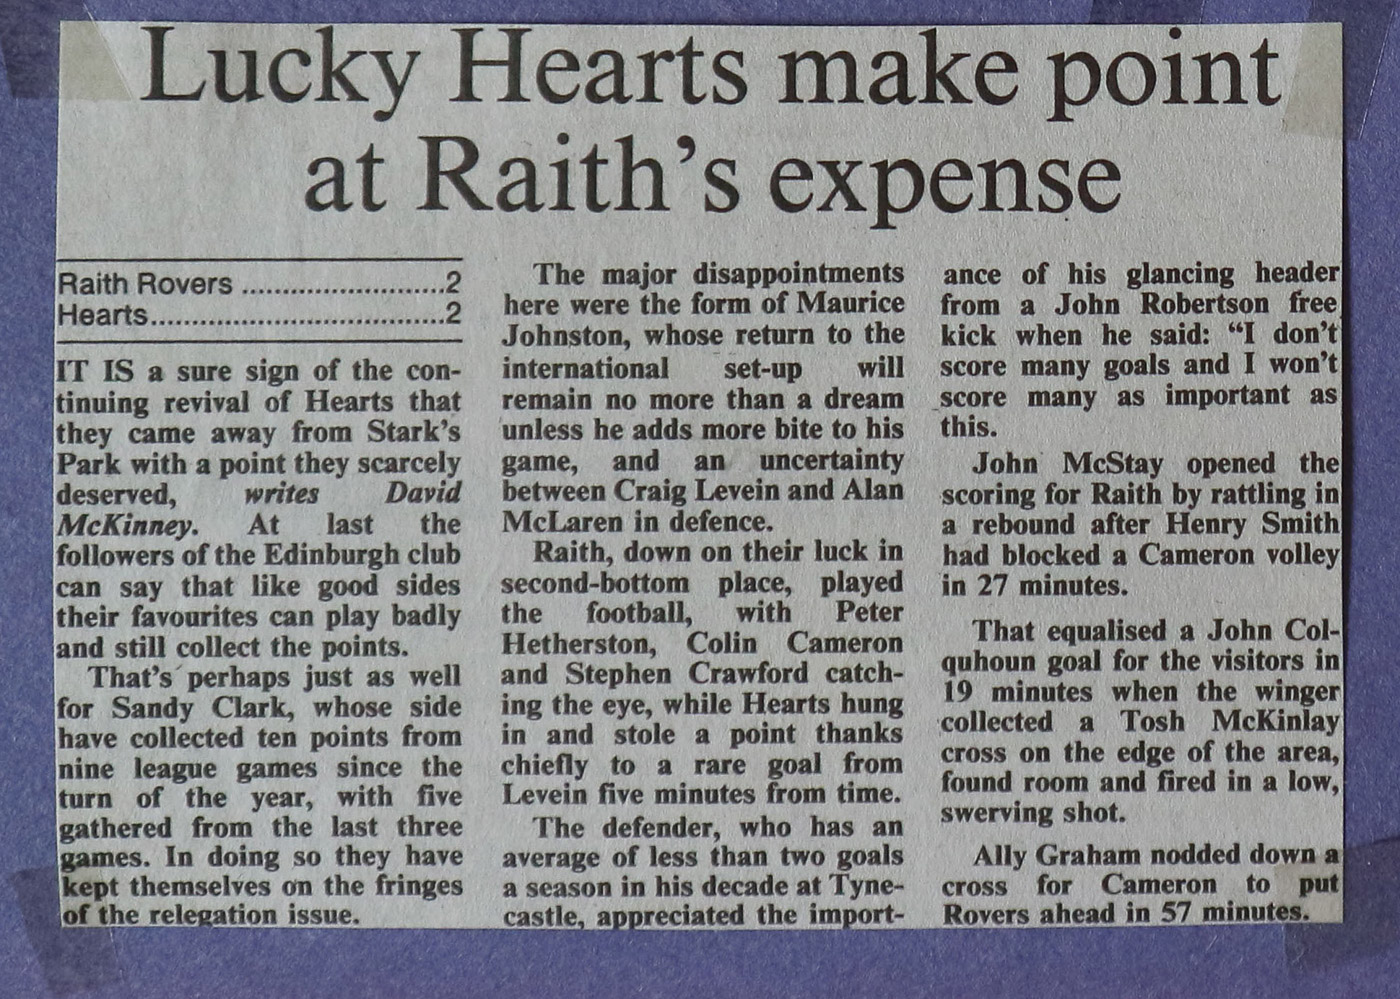 Lucky Hearts make point
at Raith's expense
Raith Rovers .........................2
Hearts....................................2
IT IS a sure sign of the con-
tinuing revival of Hearts that
they came away from Stark's
Park with a point they scarcely
deserved, writes David
McKinney. At last the
followers of the Edinburgh club
can say that like good sides
their favourites can play badly
and still collect the points.
That's perhaps just as well
for Sandy Clark, whose side
have collected ten points from
nine league games since the
turn of the year, with five
gathered from the last three
games. In doing so they have
kept themselves on the fringes
of the relegation issue.
The major disappointments
here were the form of Maurice
Johnston, whose return to the
international set-up will
remain no more than a dream
unless he adds more bite to his
game, and an uncertainty
between Craig Levein and Alan
McLaren in defence.
Raith, down on their luck in
second-bottom place, played
the football, with Peter
Hetherston, Colin Cameron
and Stephen Crawford catch-
ing the eye, while Hearts hung
in and stole a point thanks
chiefly to a rare goal from
Levein five minutes from time.
The defender, who has an
average of less than two goals
a season in his decade at Tyne-
castle, appreciated the import-
ance of his glancing header
from a John Robertson free
kick when he said: “I don't
score many goals and I won't
score many as important as
this.
John McStay opened the
scoring for Raith by rattling in
a rebound after Henry Smith
had blocked a Cameron volley
in 27 minutes.
That equalised a John Col-
quhoun goal for the visitors in
19 minutes when the winger
collected a Tosh McKinlay
cross on the edge of the area,
found room and fired in a low,
swerving shot.
Ally Graham nodded down a
cross for Cameron to put
Rovers ahead in 57 minutes.